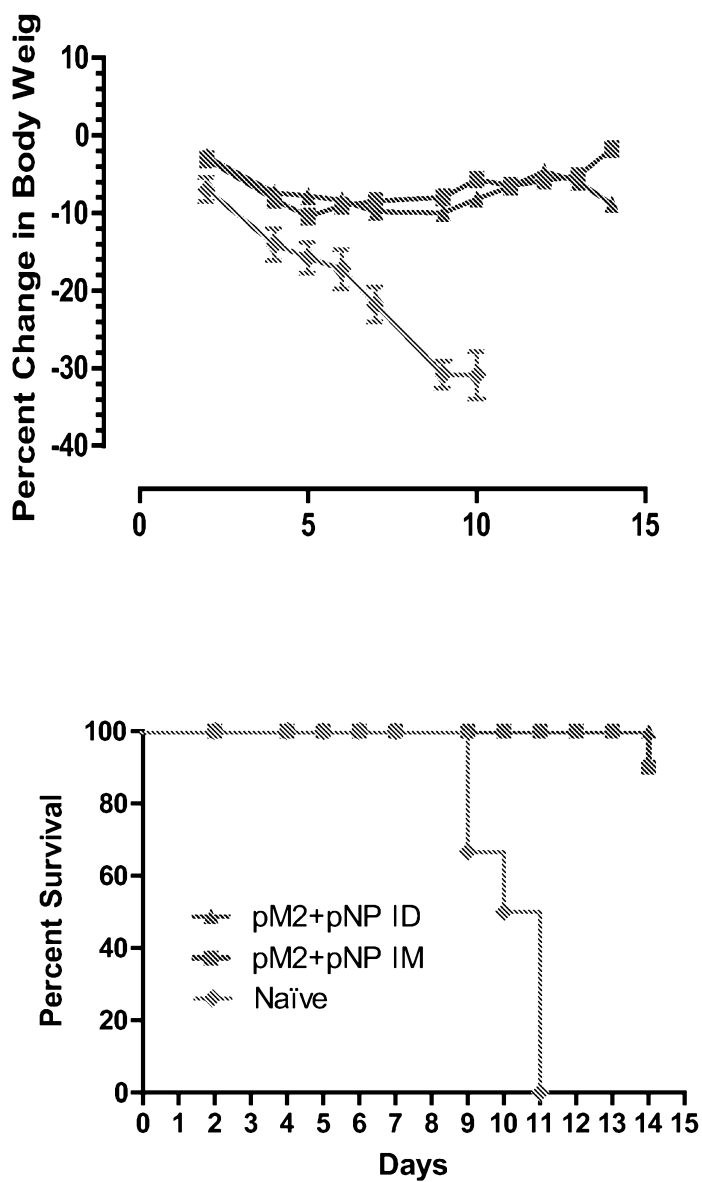 Percent Change in Body Weig
10
0
-10
-20
-30
-40
0 5 10 15
Percent Survival
100
80
60
40
20
0
pM2+pNP ID
pM2+pNP IM
Naïve
0 1 2 3 4 5 6 7 8 9 10 11 12 13 14 15
Days